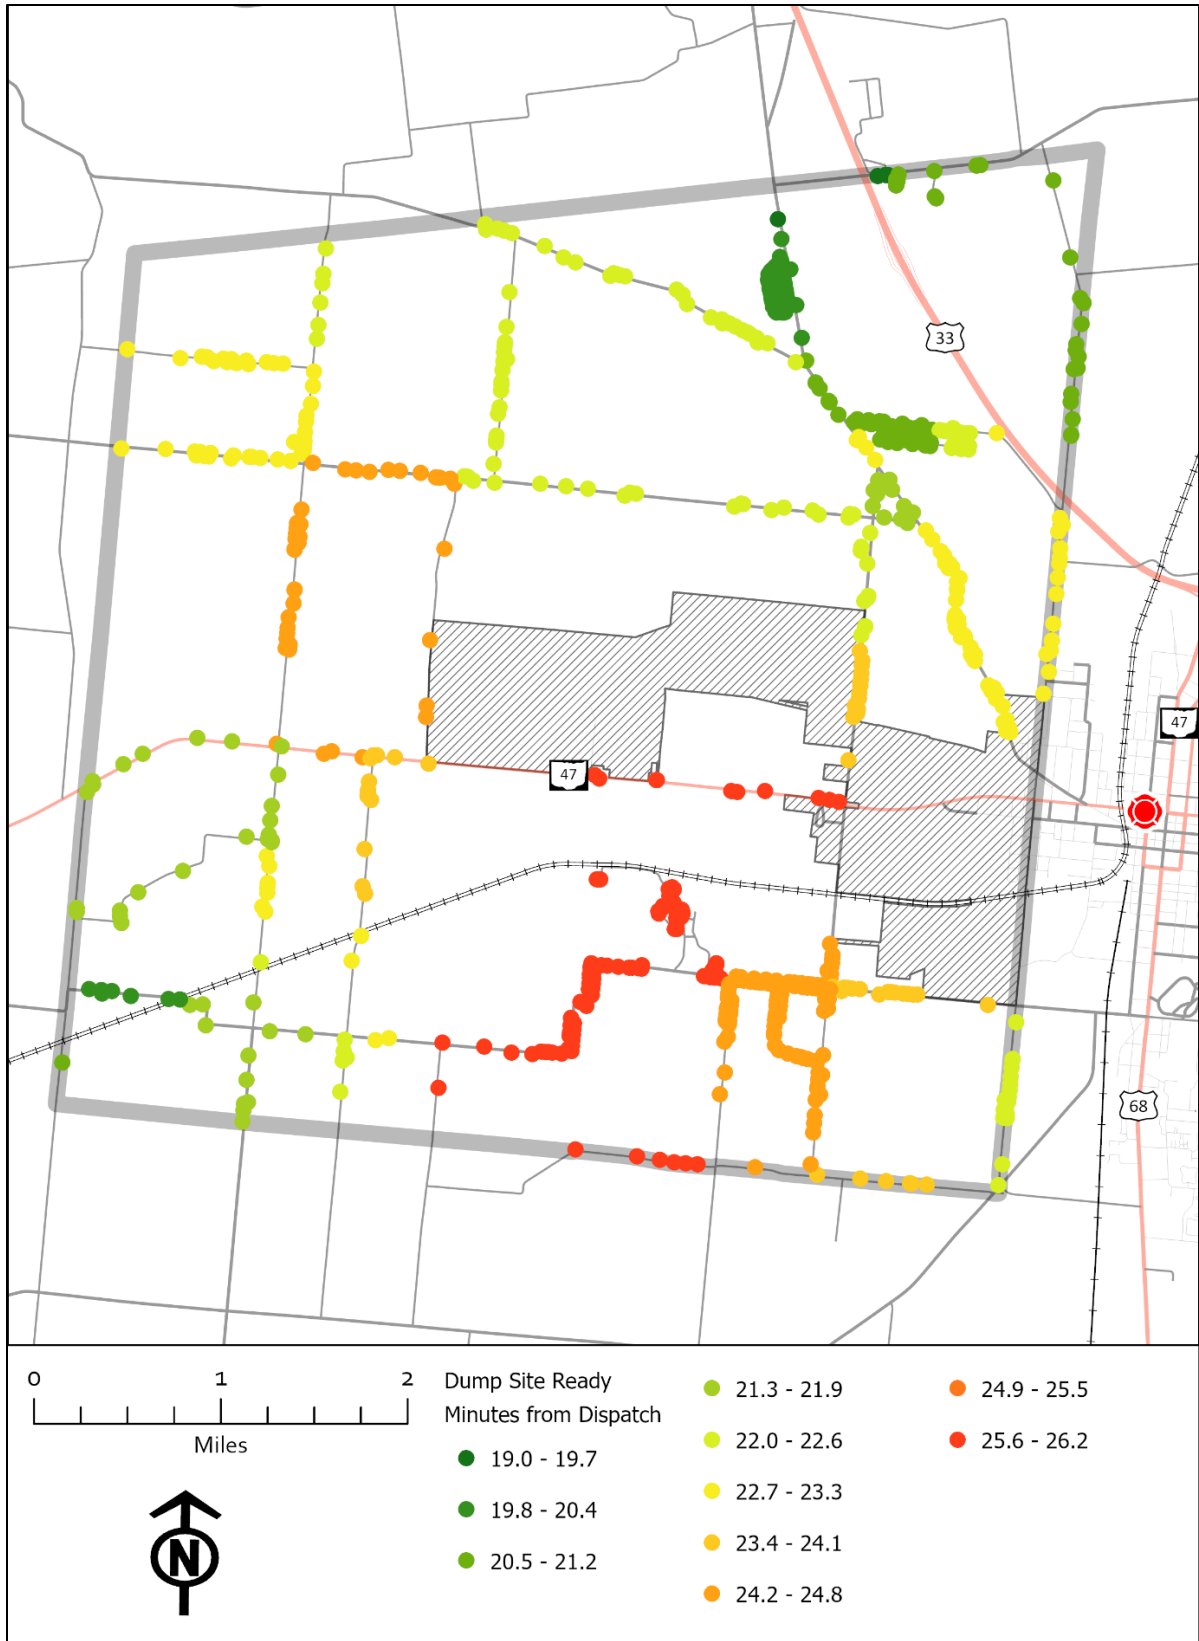 33
47
47
68
0 1 2
Miles
N
Dump Site Ready
Minutes from Dispatch
19.0 - 19.7
19.8 - 20.4
20.5 - 21.2
21.3 - 21.9
22.0 - 22.6
22.7 - 23.3
23.4 - 24.1
24.2 - 24.8
24.9 - 25.5
25.6 - 26.2